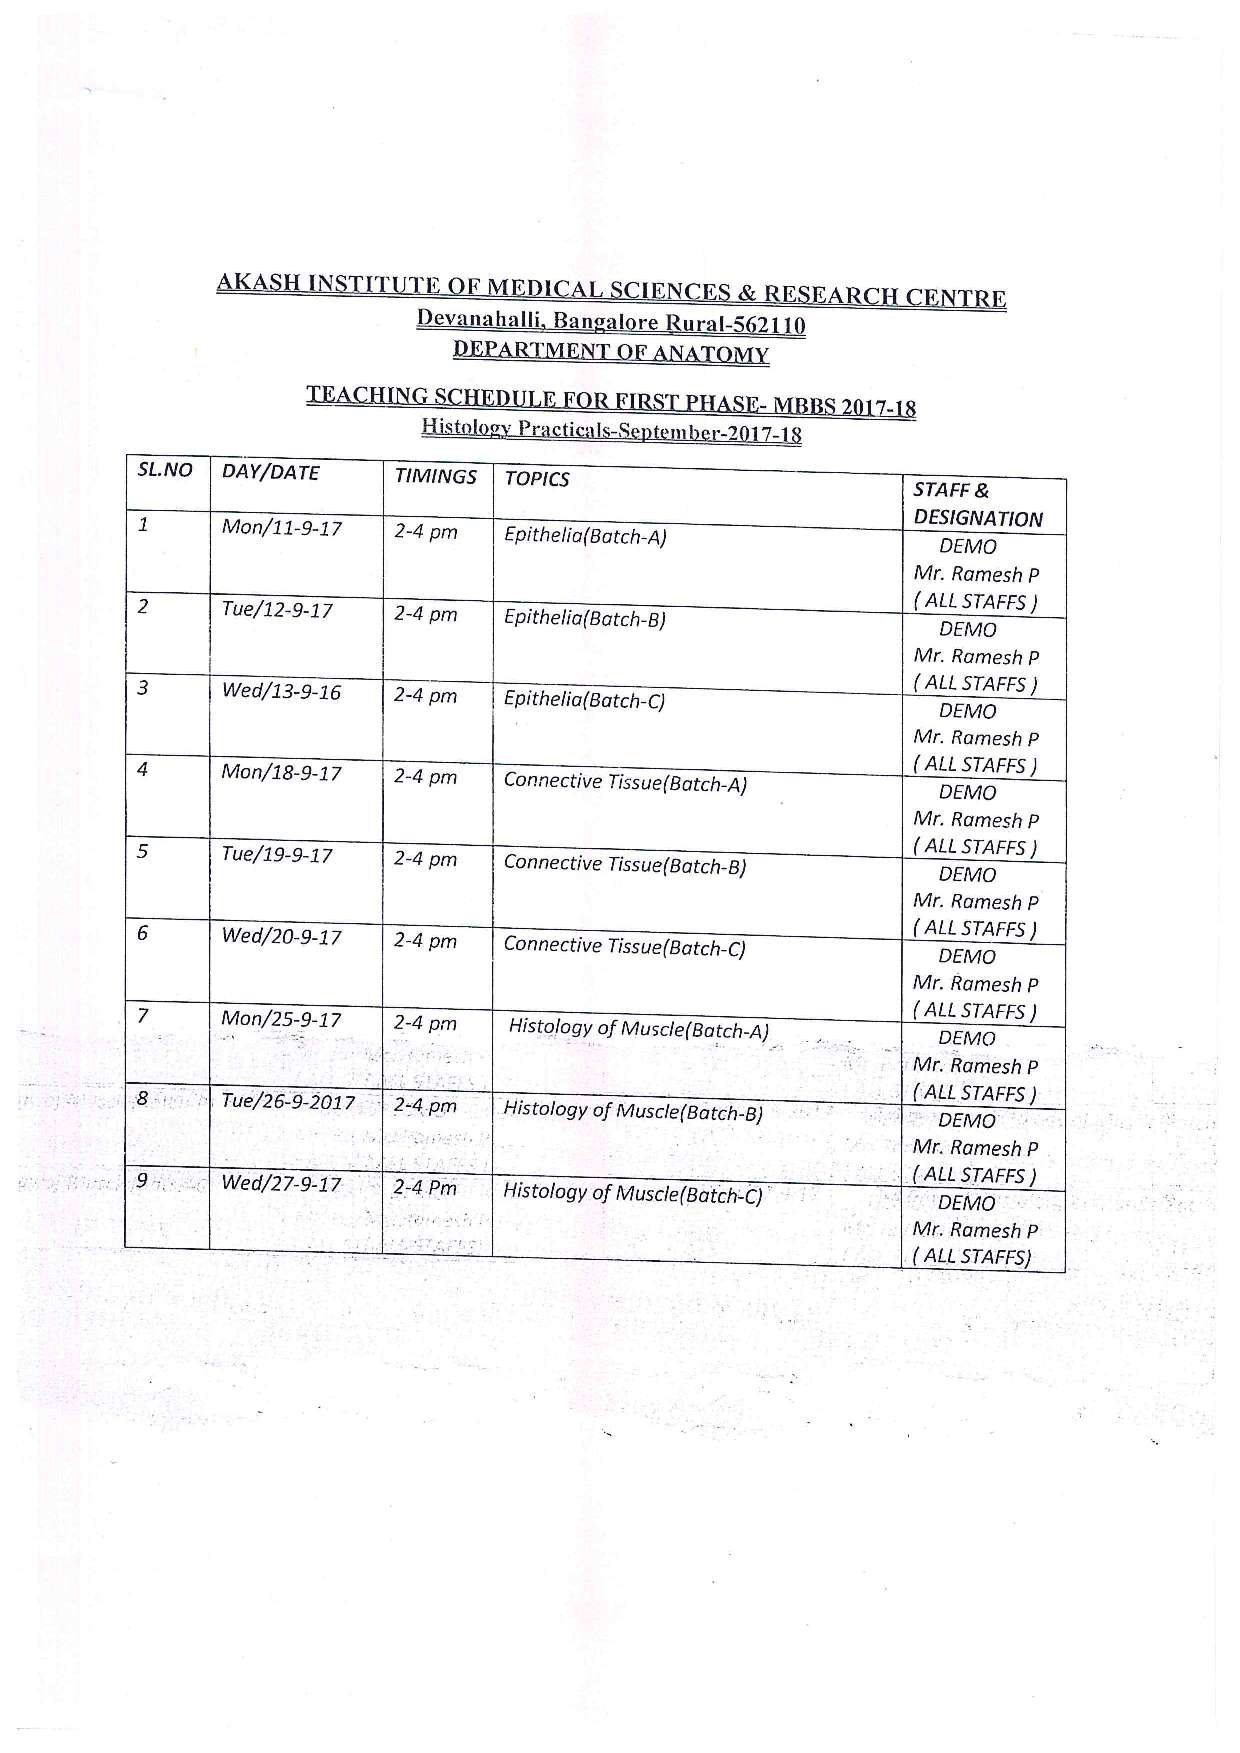 AKASH INSTITUTE OF MEDICAL SCIENCES & RESEARCH CENTRE
Devanahalli, Bangalore Rural-562110
DEPARTMENT OF ANATOMY
TEACHING SCHEDULE FOR FIRST PHASE- MBBS 2017-18
Histology Practicals-September-2017-18
SL.NO DAY/DATE TIMINGS TOPICS STAFF &
DESIGNATION
1 Mon/11-9-17 2-4 pm Epithelia(Batch-A) DEMO
Mr. Ramesh P
( ALL STAFFS )
2 Tue/12-9-17 2-4 pm Epithelia(Batch-B) DEMO
Mr. Ramesh P
( ALL STAFFS )
3 Wed/13-9-16 2-4 pm Epithelia(Batch-C) DEMO
Mr. Ramesh P
( ALL STAFFS )
4 Mon/18-9-17 2-4 pm Connective Tissue(Batch-A) DEMO
Mr. Ramesh P
( ALL STAFFS )
5 Tue/19-9-17 2-4 pm Connective Tissue(Batch-B) DEMO
Mr. Ramesh P
( ALL STAFFS )
6 Wed/20-9-17 2-4 pm Connective Tissue(Batch-C) DEMO
Mr. Ramesh P
( ALL STAFFS )
7 Mon/25-9-17 2-4 pm Histology of Muscle(Batch-A) DEMO
Mr. Ramesh P
( ALL STAFFS )
8 Tue/26-9-2017 2-4 pm Histology of Muscle(Batch-B) DEMO
Mr. Ramesh P
( ALL STAFFS )
9 Wed/27-9-17 2-4 Pm Histology of Muscle(Batch-C) DEMO
Mr. Ramesh P
( ALL STAFFS)